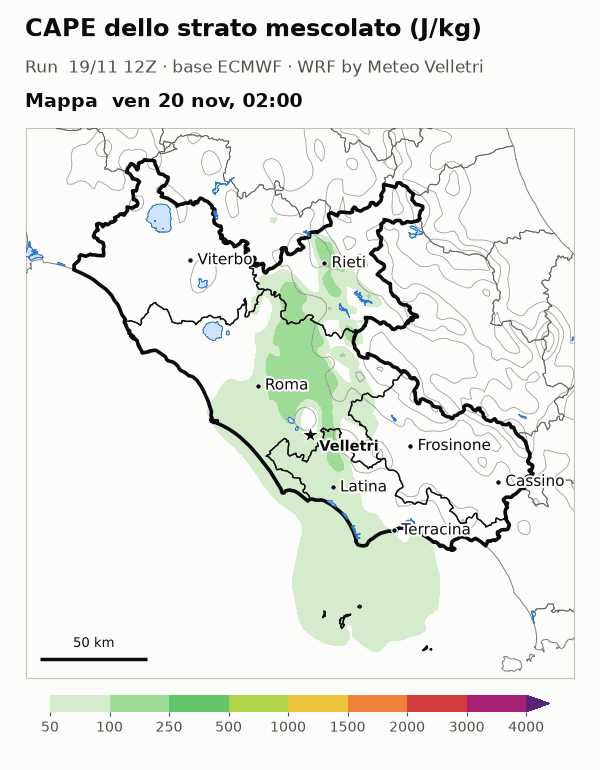 CAPE dello strato mescolato (J/kg)
Run  19/11 12Z · base ECMWF · WRF by Meteo Velletri
Mappa  ven 20 nov, 02:00
Viterbo
Rieti
Roma
Velletri
Frosinone
Latina
Cassino
Terracina
50 km
50 100 250 500 1000 1500 2000 3000 4000